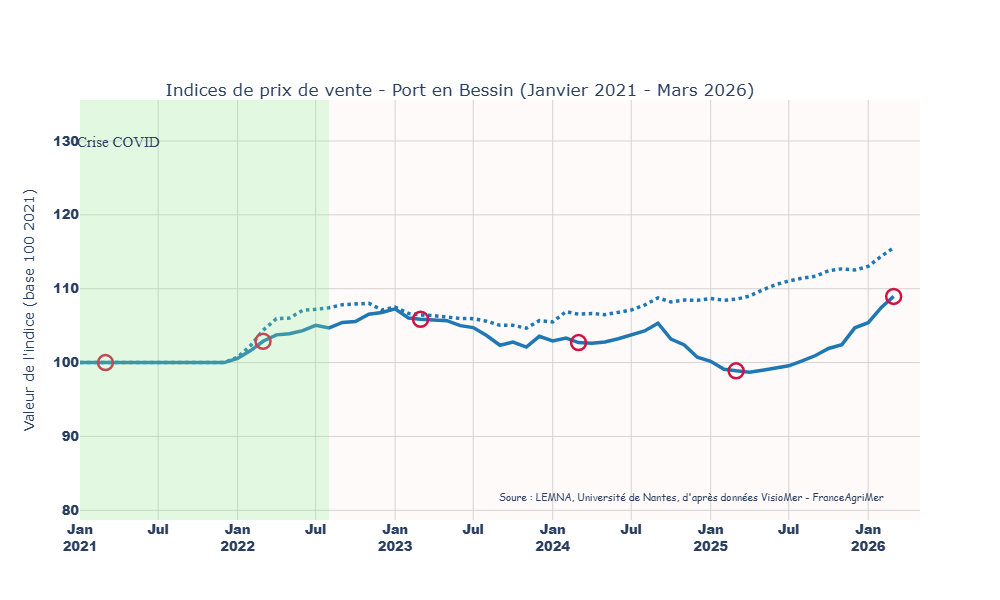 Indices de prix de vente - Port en Bessin (Janvier 2021 - Mars 2026)
Valeur de l'indice (base 100 2021)
130
Crise COVID
120
110
100
90
80
Soure : LEMNA, Université de Nantes, d'après données VisioMer - FranceAgriMer
Jan Jul Jan Jul Jan Jul Jan Jul Jan Jul Jan
2021 2022 2023 2024 2025 2026